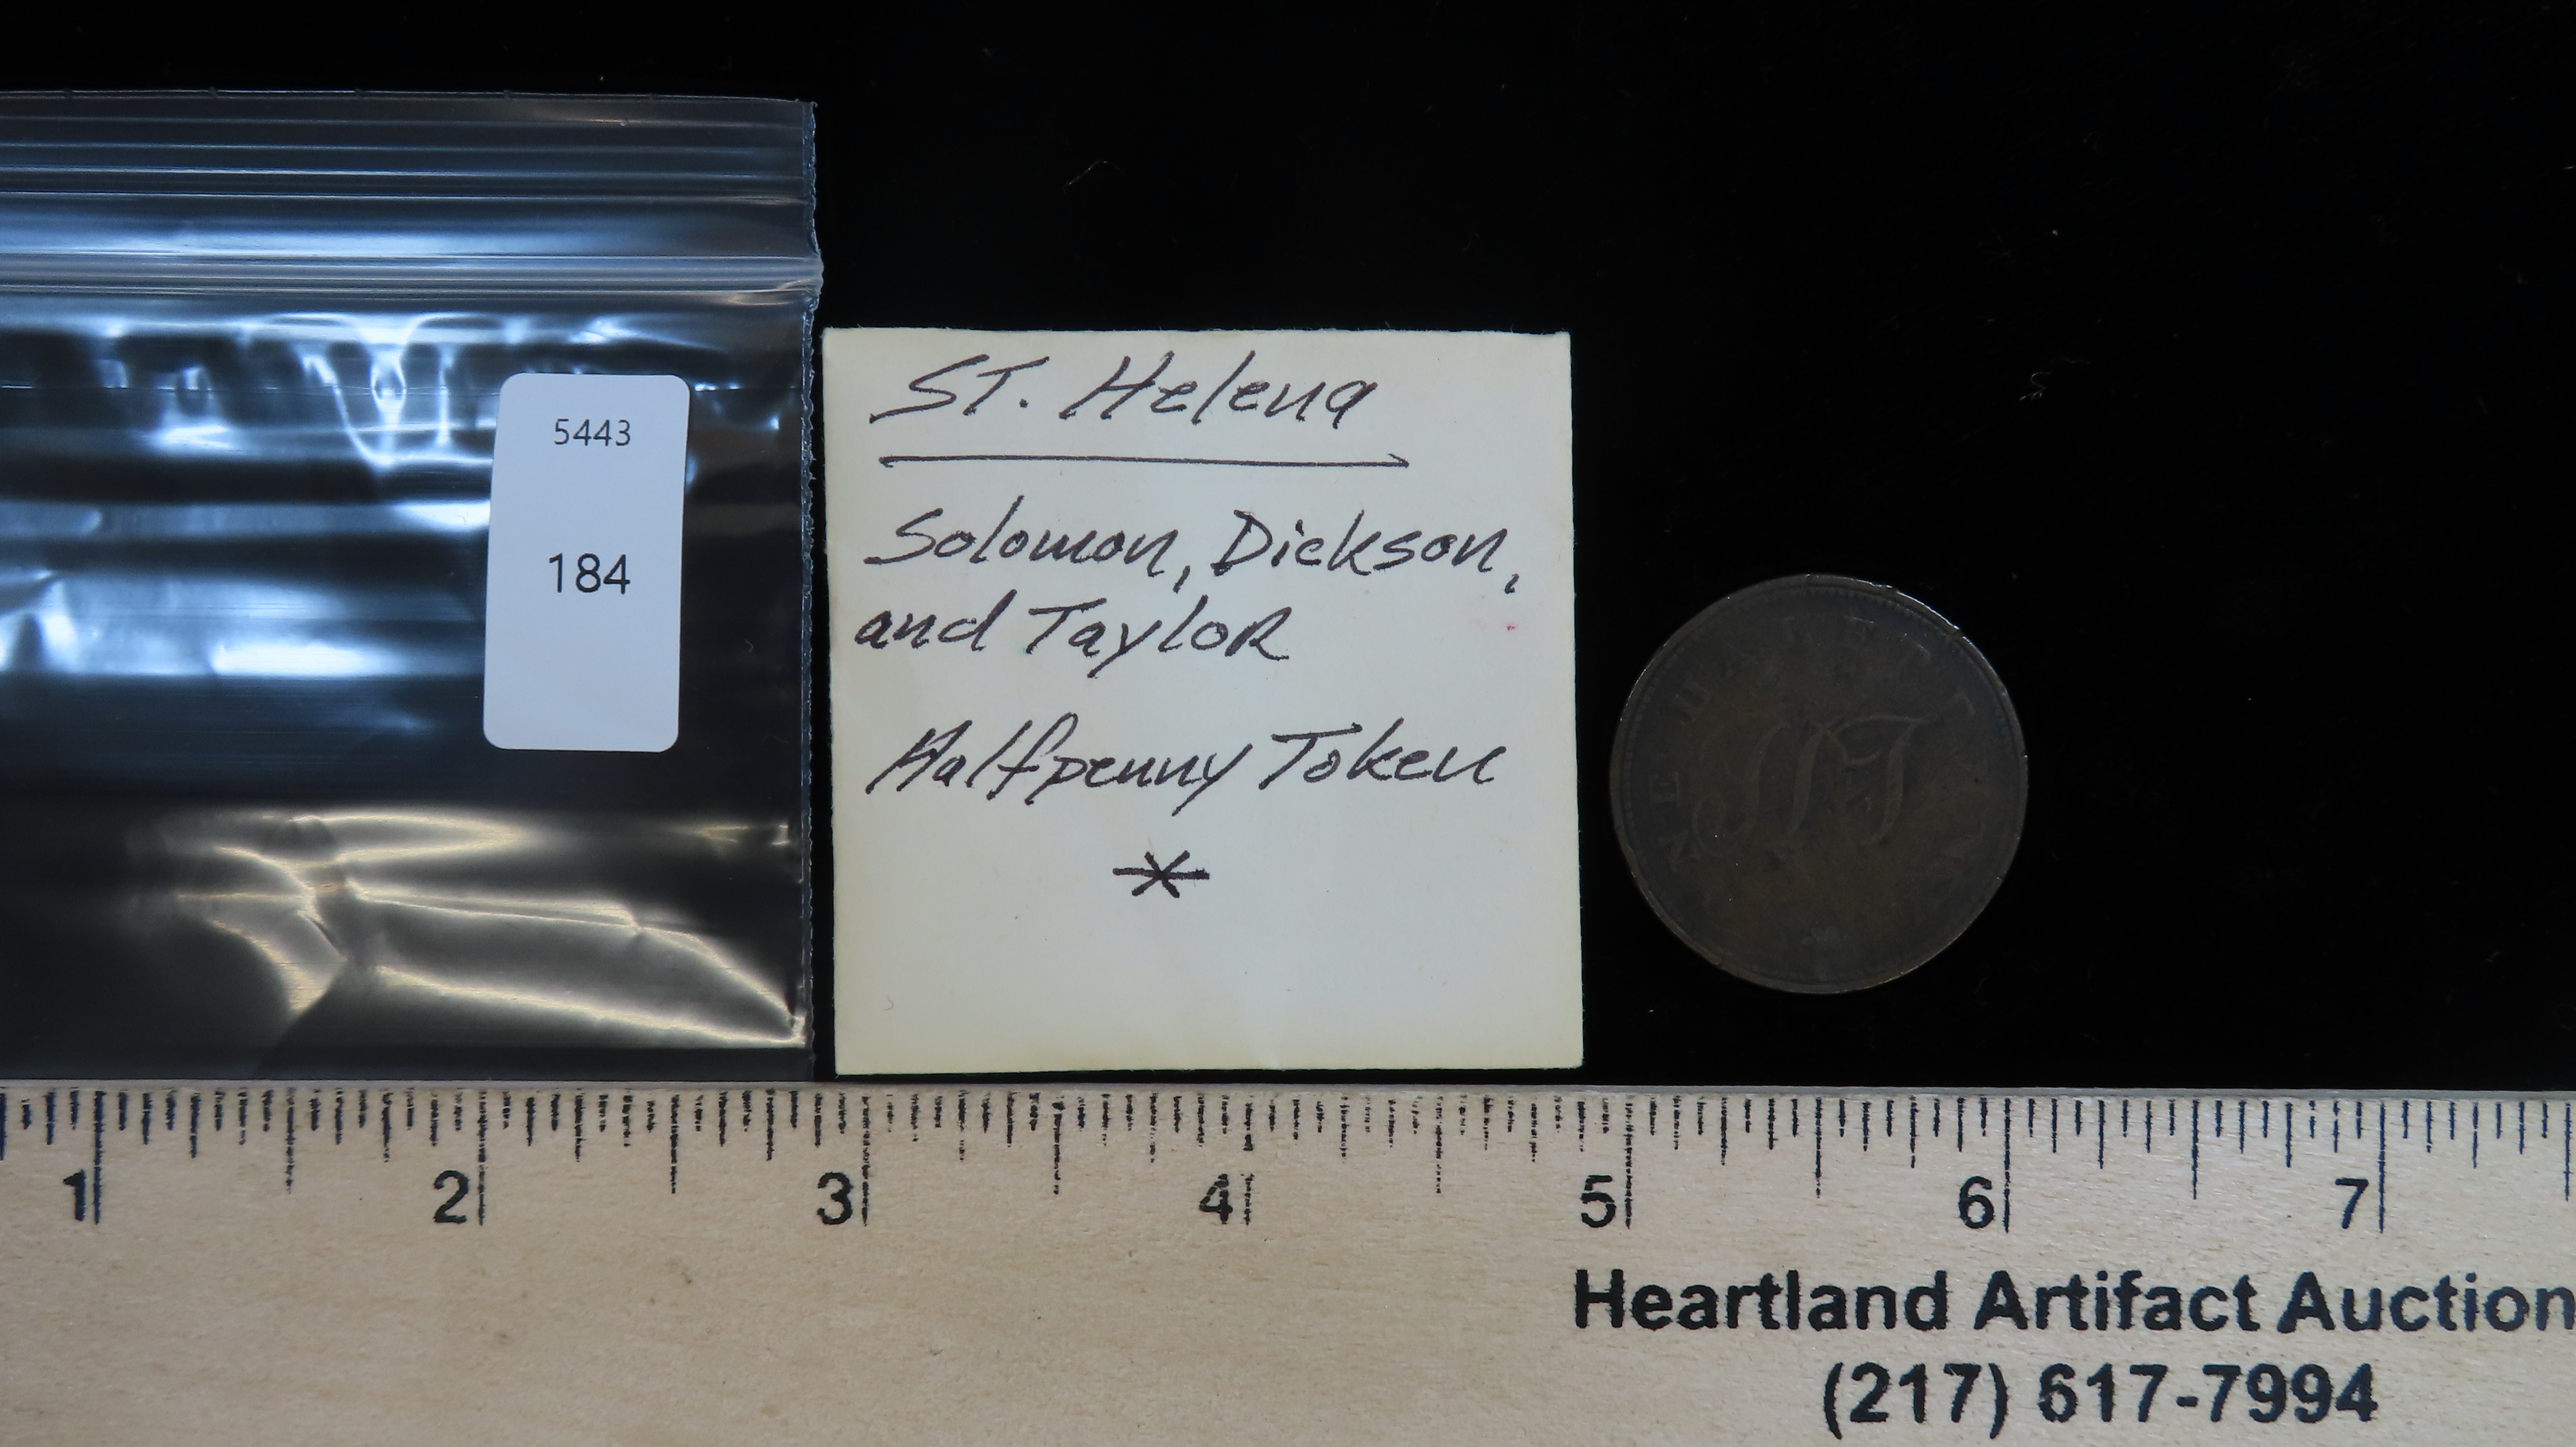 5443
184
ST. Helena
Solomon, Dickson,
and Taylor
Halfpenny Token
*
1 2 3 4 5 6 7
Heartland Artifact Auction
(217) 617-7994